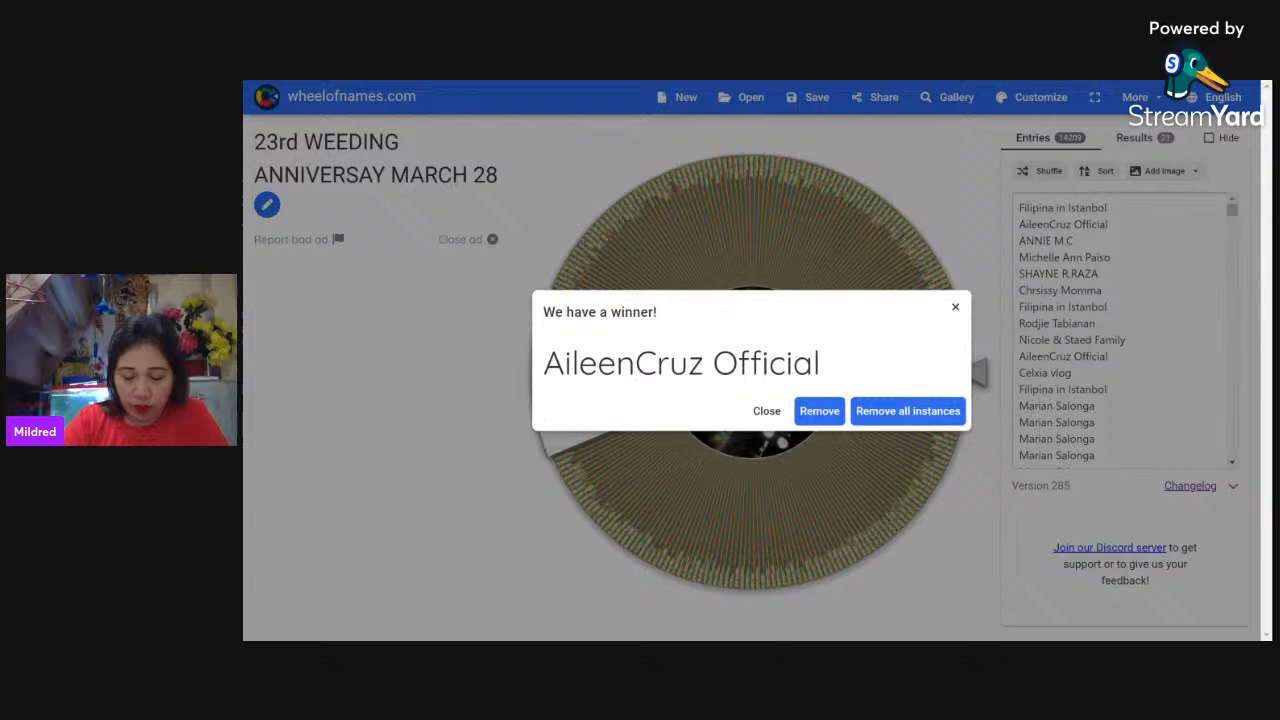 Powered by
StreamYard
wheelofnames.com
New
Open
Save
Share
Gallery
Customize
More
English
23rd WEEDING
ANNIVERSAY MARCH 28
Report bad ad
Close ad
Entries 14209
Results 21
Hide
Shuffle
Sort
Add Image
Filipina in Istanbol
AileenCruz Official
ANNIE M.C
Michelle Ann Paiso
SHAYNE R.RAZA
Chrsissy Momma
Filipina in Istanbol
Rodjie Tabianan
Nicole & Staed Family
AileenCruz Official
Celxia vlog
Filipina in Istanbol
Marian Salonga
Marian Salonga
Marian Salonga
Marian Salonga
We have a winner!
AileenCruz Official
Close
Remove
Remove all instances
Version 285
Changelog
Join our Discord server to get
support or to give us your
feedback!
Mildred